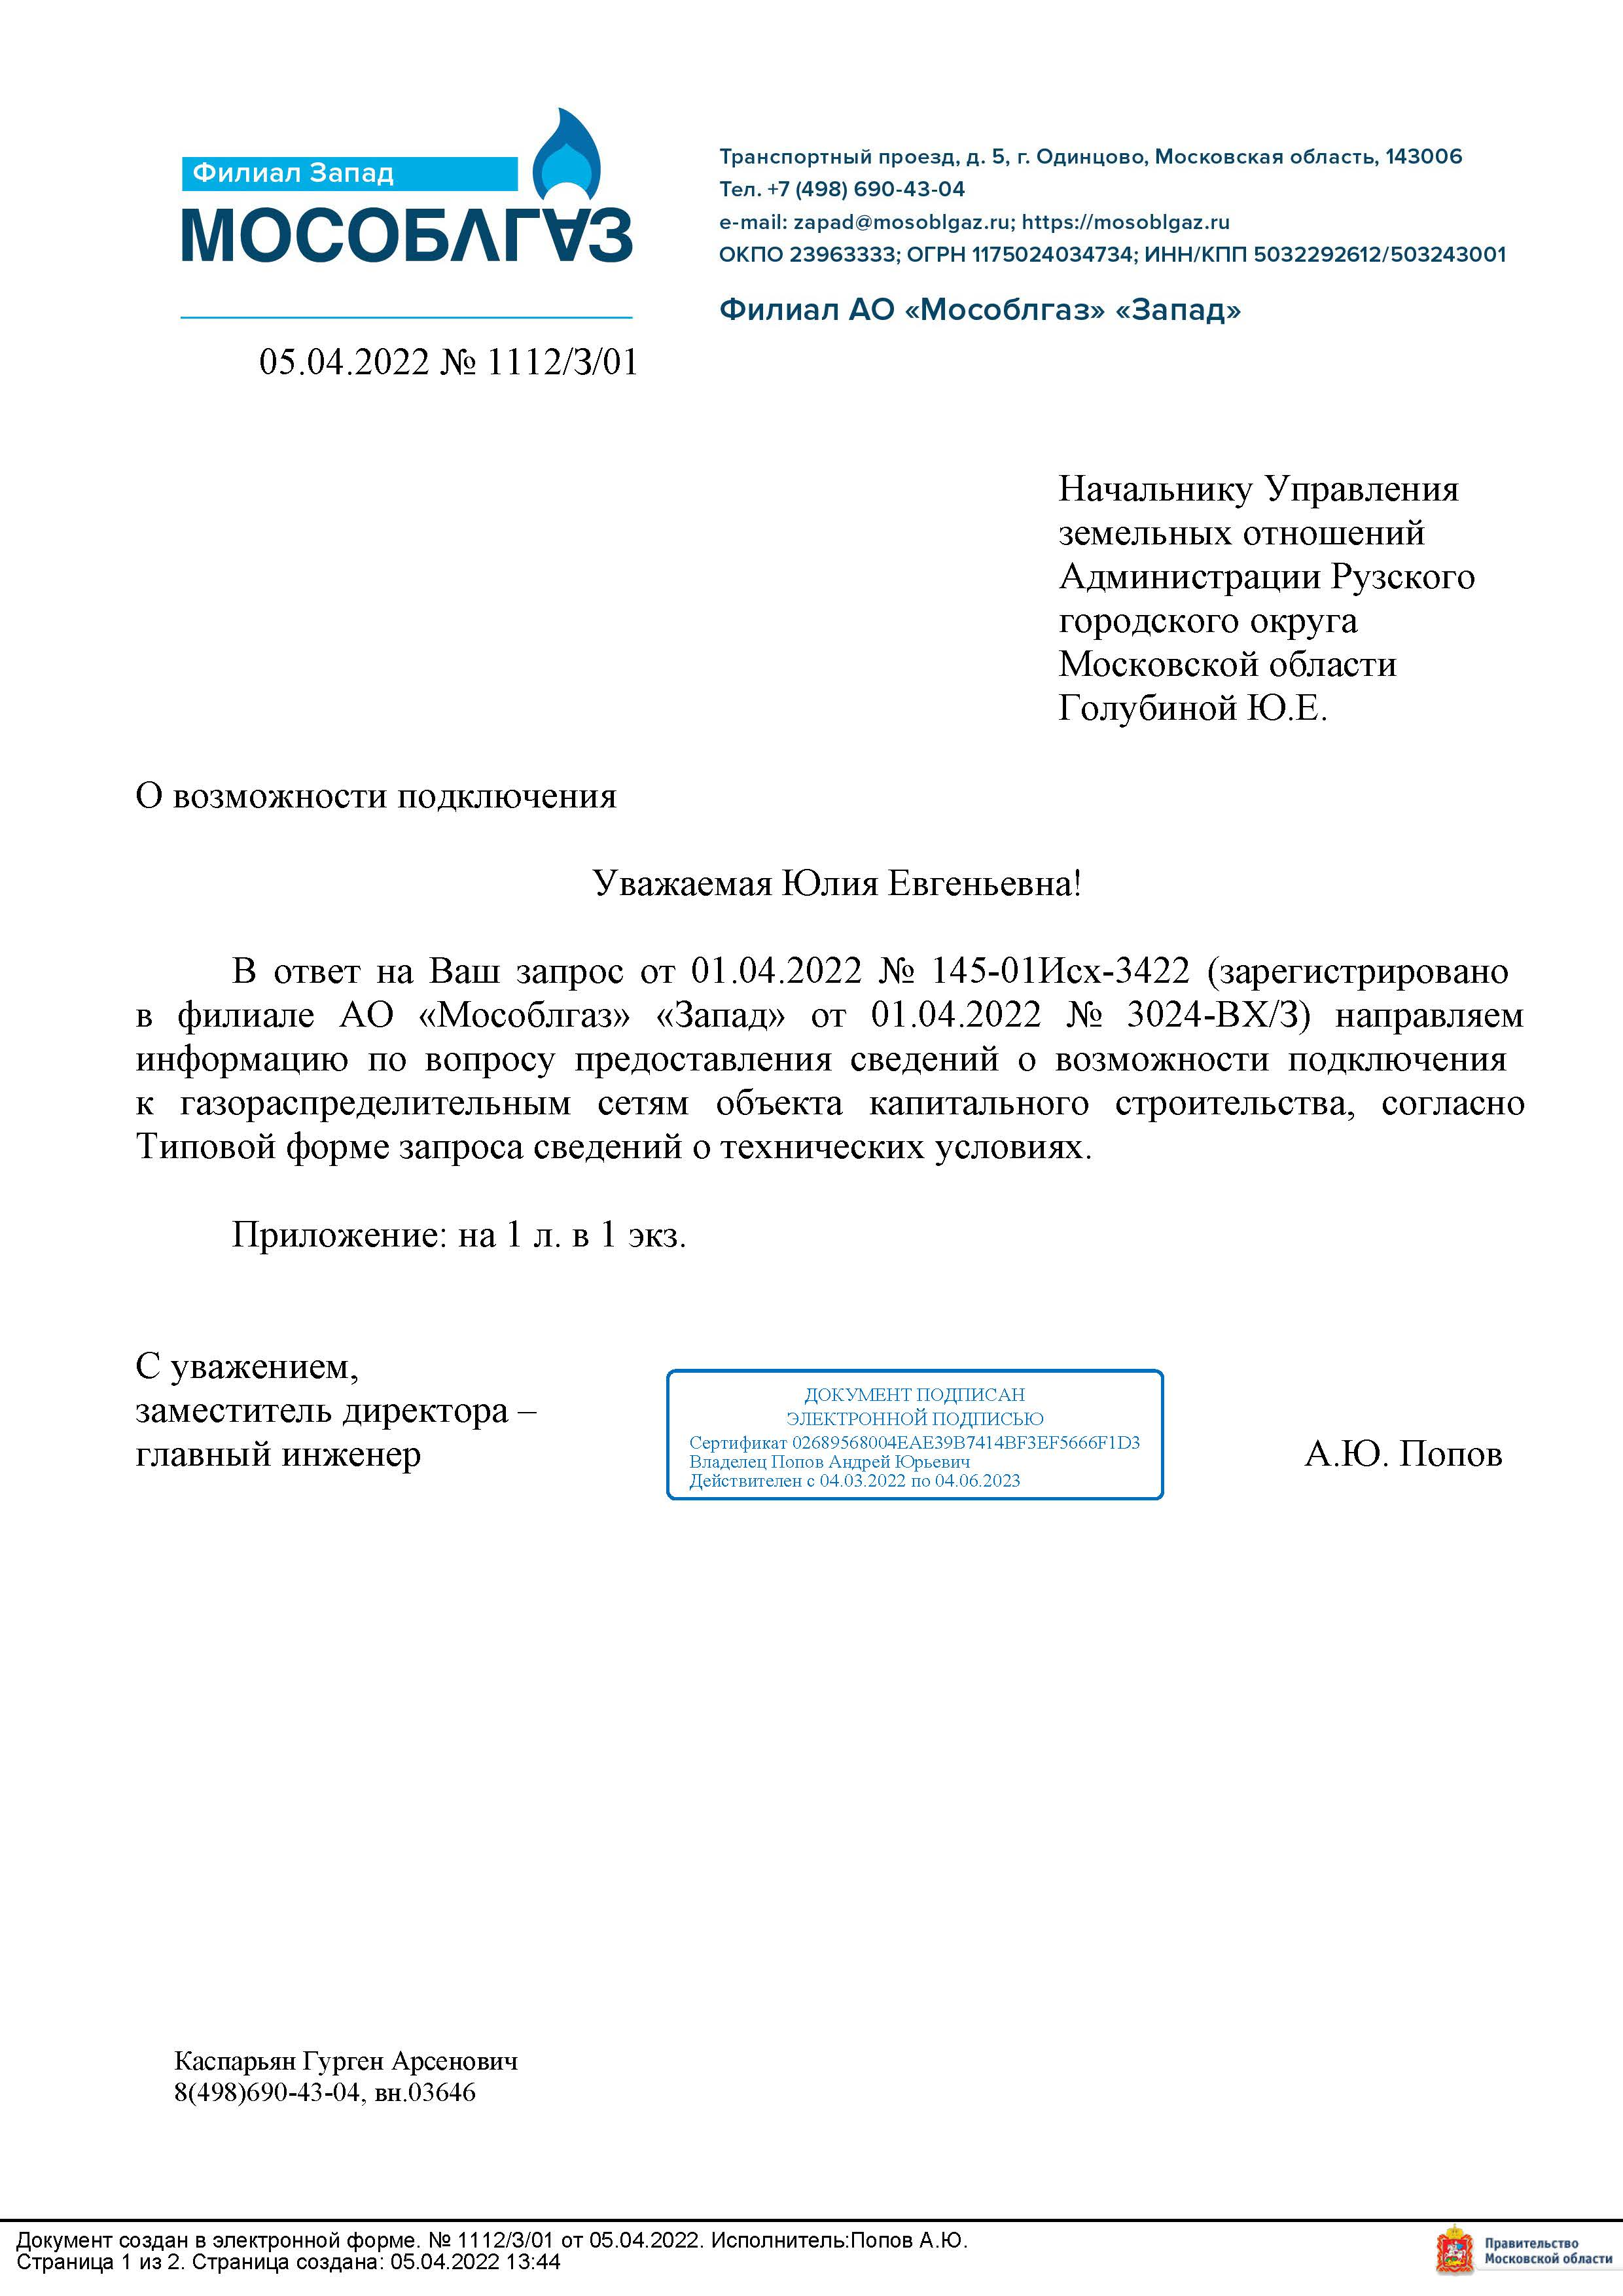 Филиал Запад
МОСОБЛГАЗ
Транспортный проезд, д. 5, г. Одинцово, Московская область, 143006
Тел. +7 (498) 690-43-04
e-mail: zapad@mosoblgaz.ru; https://mosoblgaz.ru
ОКПО 23963333; ОГРН 1175024034734; ИНН/КПП 5032292612/503243001
Филиал АО «Мособлгаз» «Запад»
05.04.2022 № 1112/З/01
Начальнику Управления
земельных отношений
Администрации Рузского
городского округа
Московской области
Голубиной Ю.Е.
О возможности подключения
Уважаемая Юлия Евгеньевна!
В ответ на Ваш запрос от 01.04.2022 № 145-01Исх-3422 (зарегистрировано
в филиале АО «Мособлгаз» «Запад» от 01.04.2022 № 3024-ВХ/З) направляем
информацию по вопросу предоставления сведений о возможности подключения
к газораспределительным сетям объекта капитального строительства, согласно
Типовой форме запроса сведений о технических условиях.
Приложение: на 1 л. в 1 экз.
С уважением,
заместитель директора –
главный инженер
ДОКУМЕНТ ПОДПИСАН
ЭЛЕКТРОННОЙ ПОДПИСЬЮ
Сертификат 02689568004EAE39B7414BF3EF5666F1D3
Владелец Попов Андрей Юрьевич
Действителен с 04.03.2022 по 04.06.2023
А.Ю. Попов
Каспарьян Гурген Арсенович
8(498)690-43-04, вн.03646
Документ создан в электронной форме. № 1112/З/01 от 05.04.2022. Исполнитель:Попов А.Ю.
Страница 1 из 2. Страница создана: 05.04.2022 13:44
Правительство
Московской области